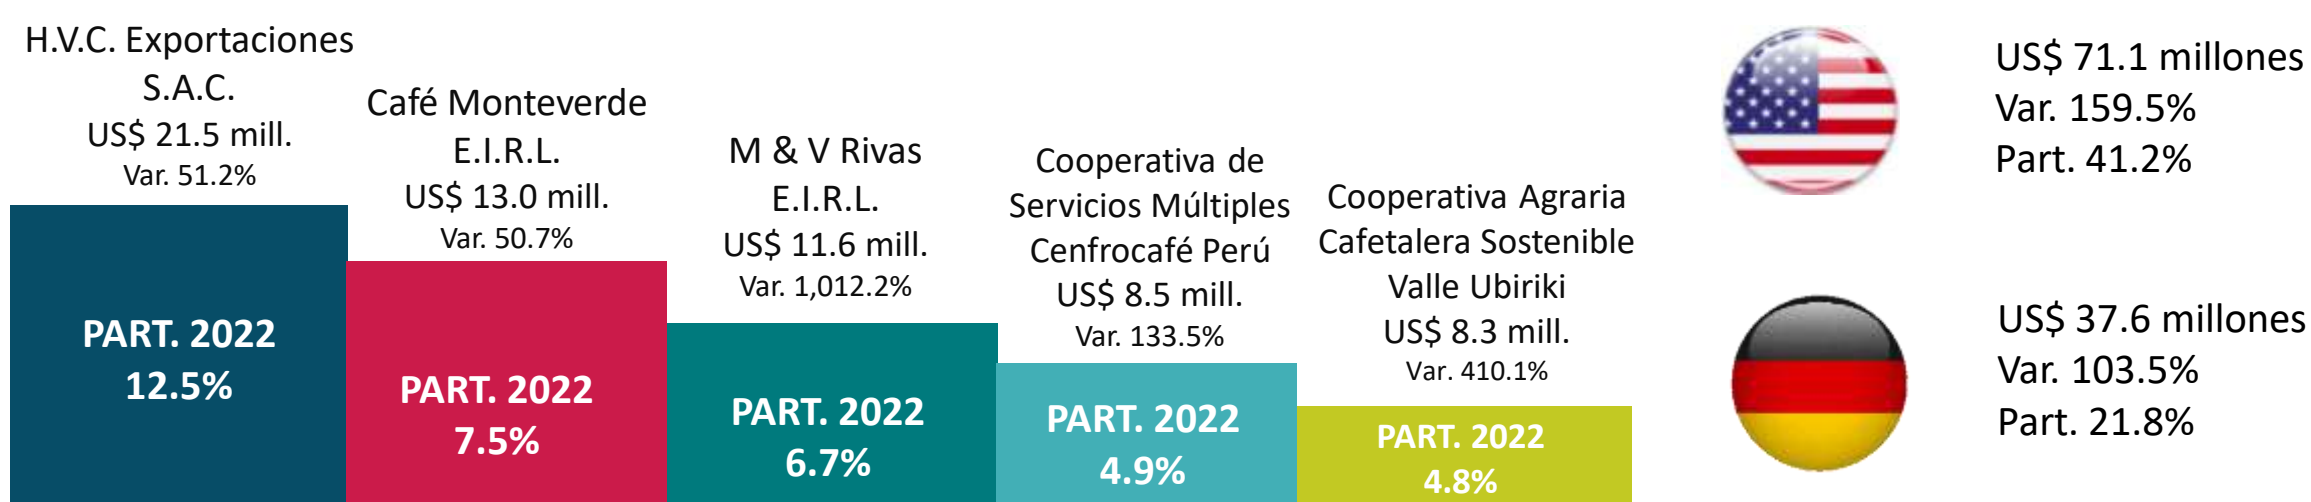 H.V.C. Exportaciones
S.A.C.
US$ 21.5 mill.
Var. 51.2%
PART. 2022
12.5%
Café Monteverde
E.I.R.L.
US$ 13.0 mill.
Var. 50.7%
PART. 2022
7.5%
M & V Rivas
E.I.R.L.
US$ 11.6 mill.
Var. 1,012.2%
PART. 2022
6.7%
Cooperativa de
Servicios Múltiples
Cenfrocafé Perú
US$ 8.5 mill.
Var. 133.5%
PART. 2022
4.9%
Cooperativa Agraria
Cafetalera Sostenible
Valle Ubiriki
US$ 8.3 mill.
Var. 410.1%
PART. 2022
4.8%
US$ 71.1 millones
Var. 159.5%
Part. 41.2%
US$ 37.6 millones
Var. 103.5%
Part. 21.8%